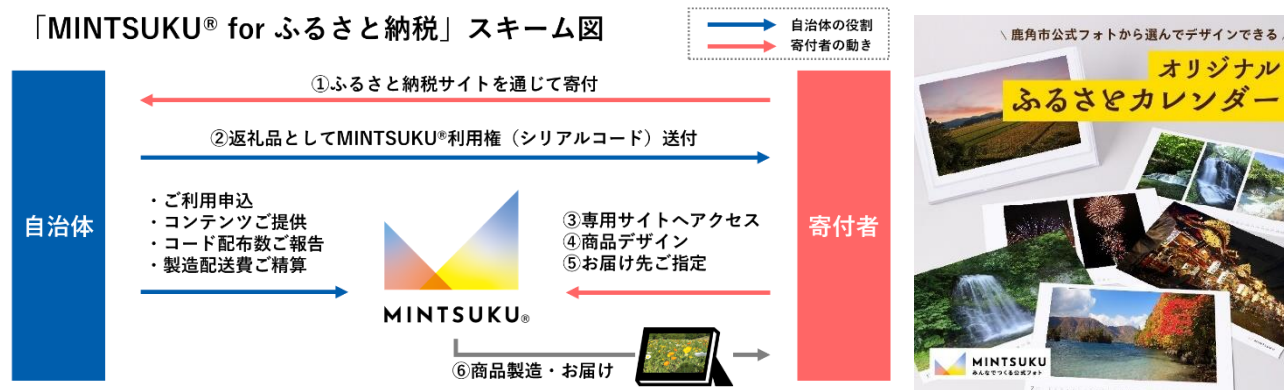 「MINTSUKU® for ふるさと納税」スキーム図
自治体の役割
寄付者の動き
①ふるさと納税サイトを通じて寄付
②返礼品としてMINTSUKU®利用権（シリアルコード）送付
自治体
・ご利用申込
・コンテンツご提供
・コード配布数ご報告
・製造配送費ご精算
MINTSUKU®
③専用サイトへアクセス
④商品デザイン
⑤お届け先ご指定
寄付者
⑥商品製造・お届け
\ 鹿角市公式フォトから選んでデザインできる /
オリジナル
ふるさとカレンダー
MINTSUKU
みんなでつくる公式フォト